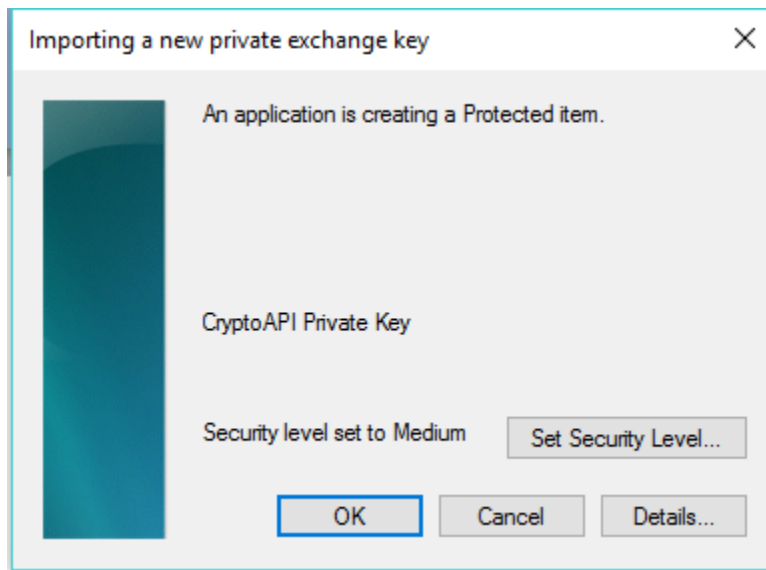 Importing a new private exchange key
An application is creating a Protected item.
CryptoAPI Private Key
Security level set to Medium
Set Security Level...
OK
Cancel
Details...